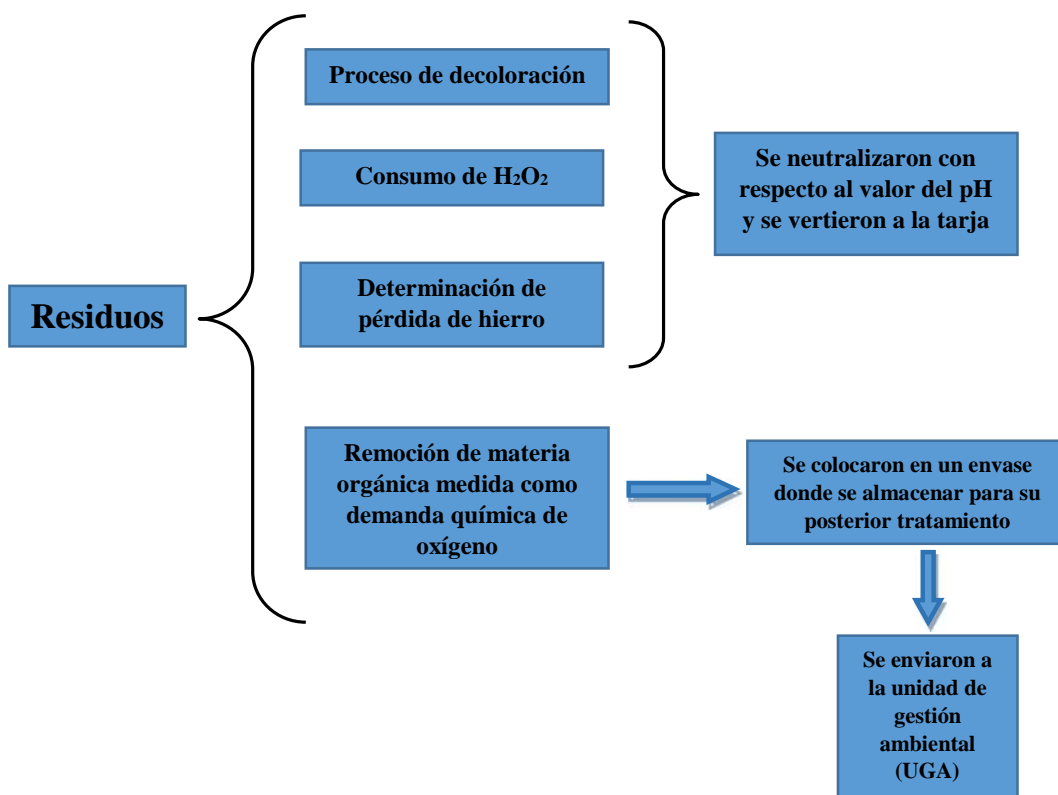 Proceso de decoloración
Consumo de H₂O₂
Determinación de
pérdida de hierro
Se neutralizaron con
respecto al valor del pH
y se vertieron a la tarja
Residuos
Remoción de materia
orgánica medida como
demanda química de
oxígeno
Se colocaron en un envase
donde se almacenar para su
posterior tratamiento
Se enviaron a
la unidad de
gestión
ambiental
(UGA)